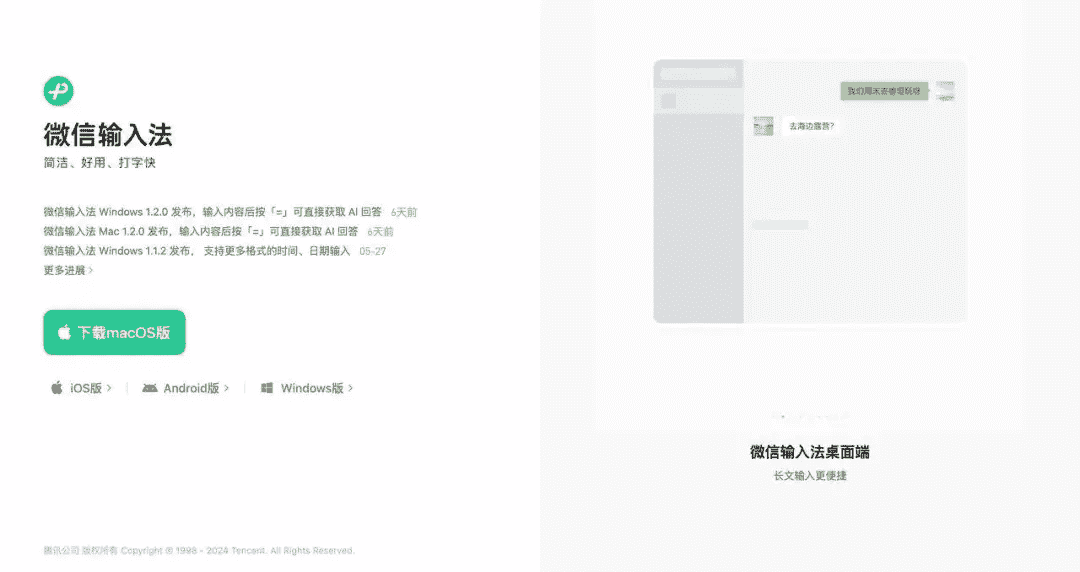 微信输入法
简洁、好用、打字快
微信输入法 Windows 1.2.0 发布，输入内容后按「=」可直接获取 AI 回答 6天前
微信输入法 Mac 1.2.0 发布，输入内容后按「=」可直接获取 AI 回答 6天前
微信输入法 Windows 1.1.2 发布， 支持更多格式的时间、日期输入 05-27
更多进展 >
下载macOS版
iOS版 >
Android版 >
Windows版 >
腾讯公司 版权所有 Copyright © 1998 - 2024 Tencent. All Rights Reserved.
我们周末去哪里玩呀
去海边露营?
微信输入法桌面端
长文输入更便捷